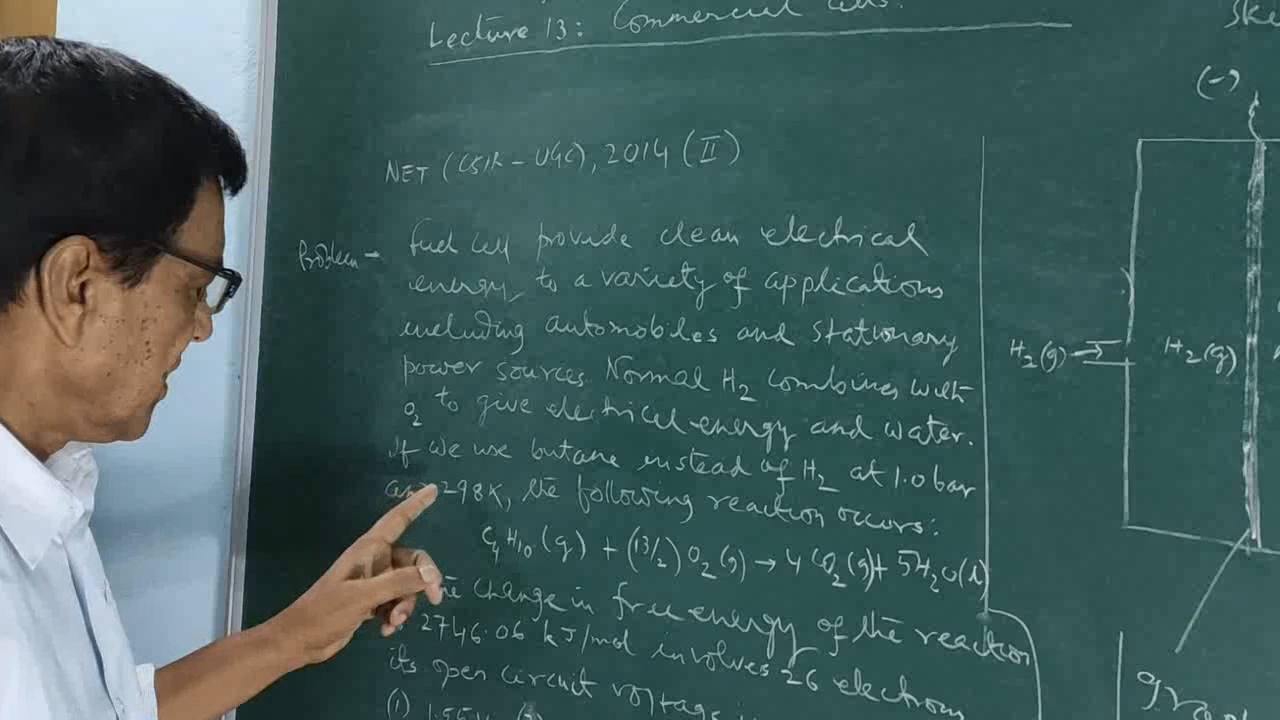 Lecture 13: Commercial Cells.
Ske
NET (CSIR-UGC), 2014 (II)
Problem - Fuel cell provide clean electrical
energy, to a variety of applications
including automobiles and stationary
power sources. Normal H2 combines with
O2 to give electrical energy and water.
If we use butane instead of H2 at 1.0 bar
298K, the following reaction occurs:
C4H10(g) + (13/2)O2(g) → 4CO2(g) + 5H2O(l)
change in free energy of the reaction
2746.06 kJ/mol involves 26 electrons
its open circuit voltage
(1)
(-)
H2(g)
H2(g)